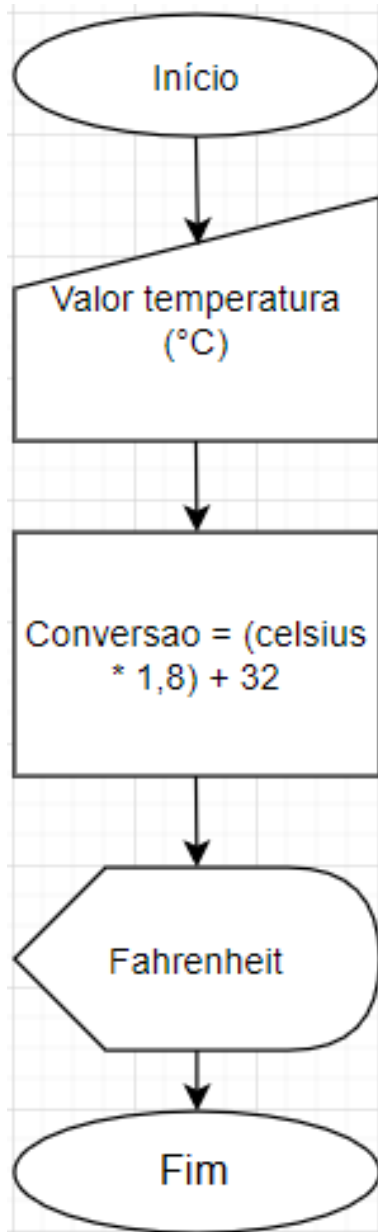 Início
Valor temperatura
(°C)
Conversao = (celsius
* 1,8) + 32
Fahrenheit
Fim